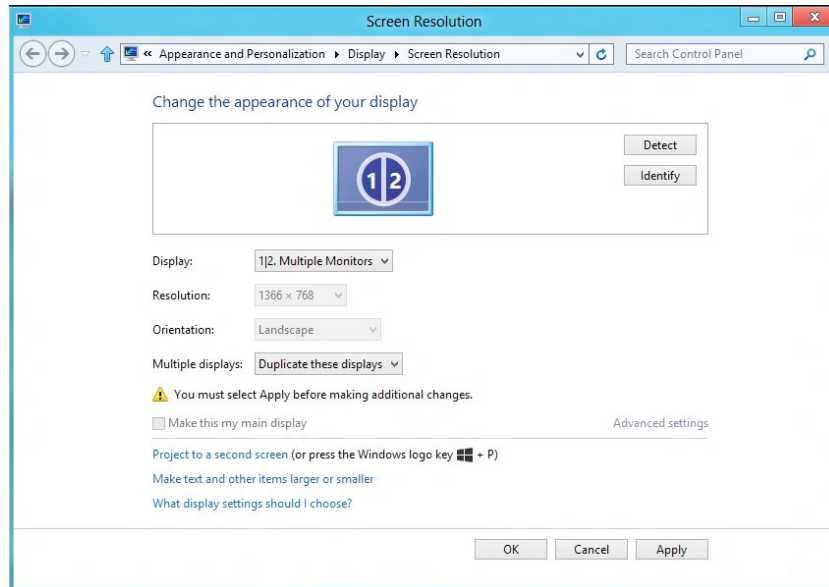 Screen Resolution
« Appearance and Personalization Display Screen Resolution Search Control Panel
Change the appearance of your display
Detect
1 2
Identify
Display: 1|2. Multiple Monitors
Resolution: 1366 × 768
Orientation: Landscape
Multiple displays: Duplicate these displays
You must select Apply before making additional changes.
Make this my main display Advanced settings
Project to a second screen (or press the Windows logo key + P)
Make text and other items larger or smaller
What display settings should I choose?
OK Cancel Apply